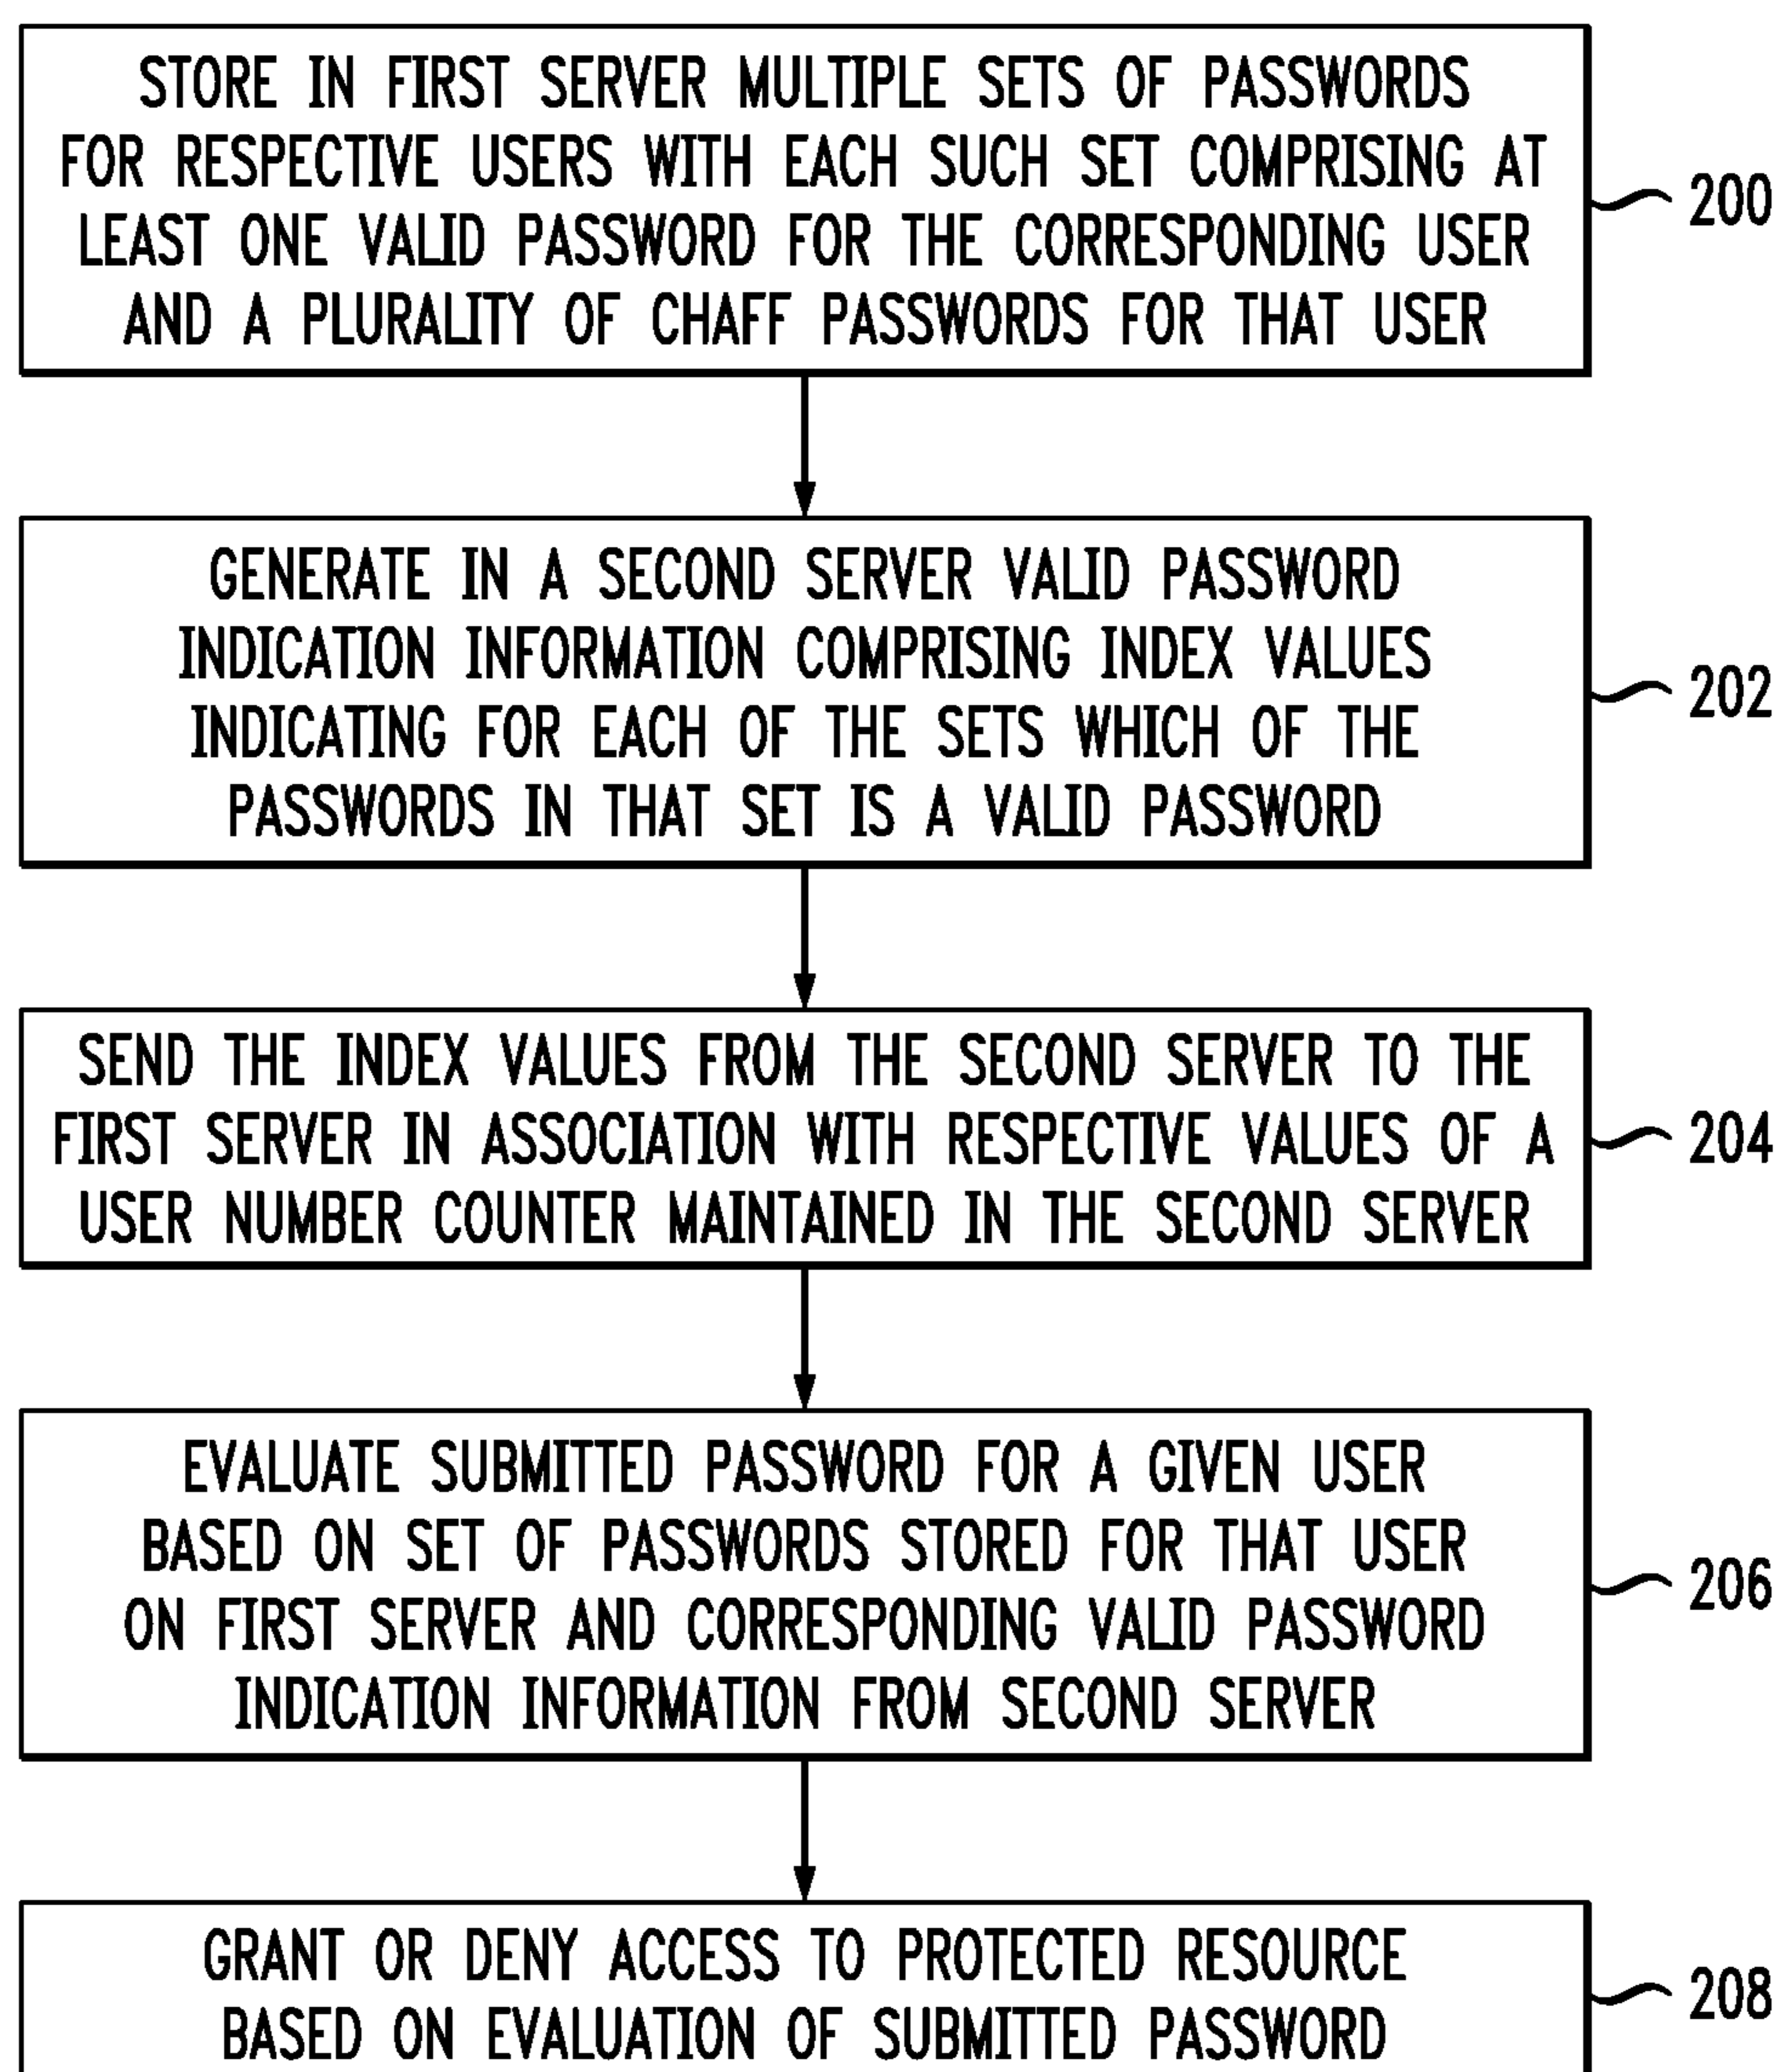 STORE IN FIRST SERVER MULTIPLE SETS OF PASSWORDS
FOR RESPECTIVE USERS WITH EACH SUCH SET COMPRISING AT
LEAST ONE VALID PASSWORD FOR THE CORRESPONDING USER
AND A PLURALITY OF CHAFF PASSWORDS FOR THAT USER
200
GENERATE IN A SECOND SERVER VALID PASSWORD
INDICATION INFORMATION COMPRISING INDEX VALUES
INDICATING FOR EACH OF THE SETS WHICH OF THE
PASSWORDS IN THAT SET IS A VALID PASSWORD
202
SEND THE INDEX VALUES FROM THE SECOND SERVER TO THE
FIRST SERVER IN ASSOCIATION WITH RESPECTIVE VALUES OF A
USER NUMBER COUNTER MAINTAINED IN THE SECOND SERVER
204
EVALUATE SUBMITTED PASSWORD FOR A GIVEN USER
BASED ON SET OF PASSWORDS STORED FOR THAT USER
ON FIRST SERVER AND CORRESPONDING VALID PASSWORD
INDICATION INFORMATION FROM SECOND SERVER
206
GRANT OR DENY ACCESS TO PROTECTED RESOURCE
BASED ON EVALUATION OF SUBMITTED PASSWORD
208